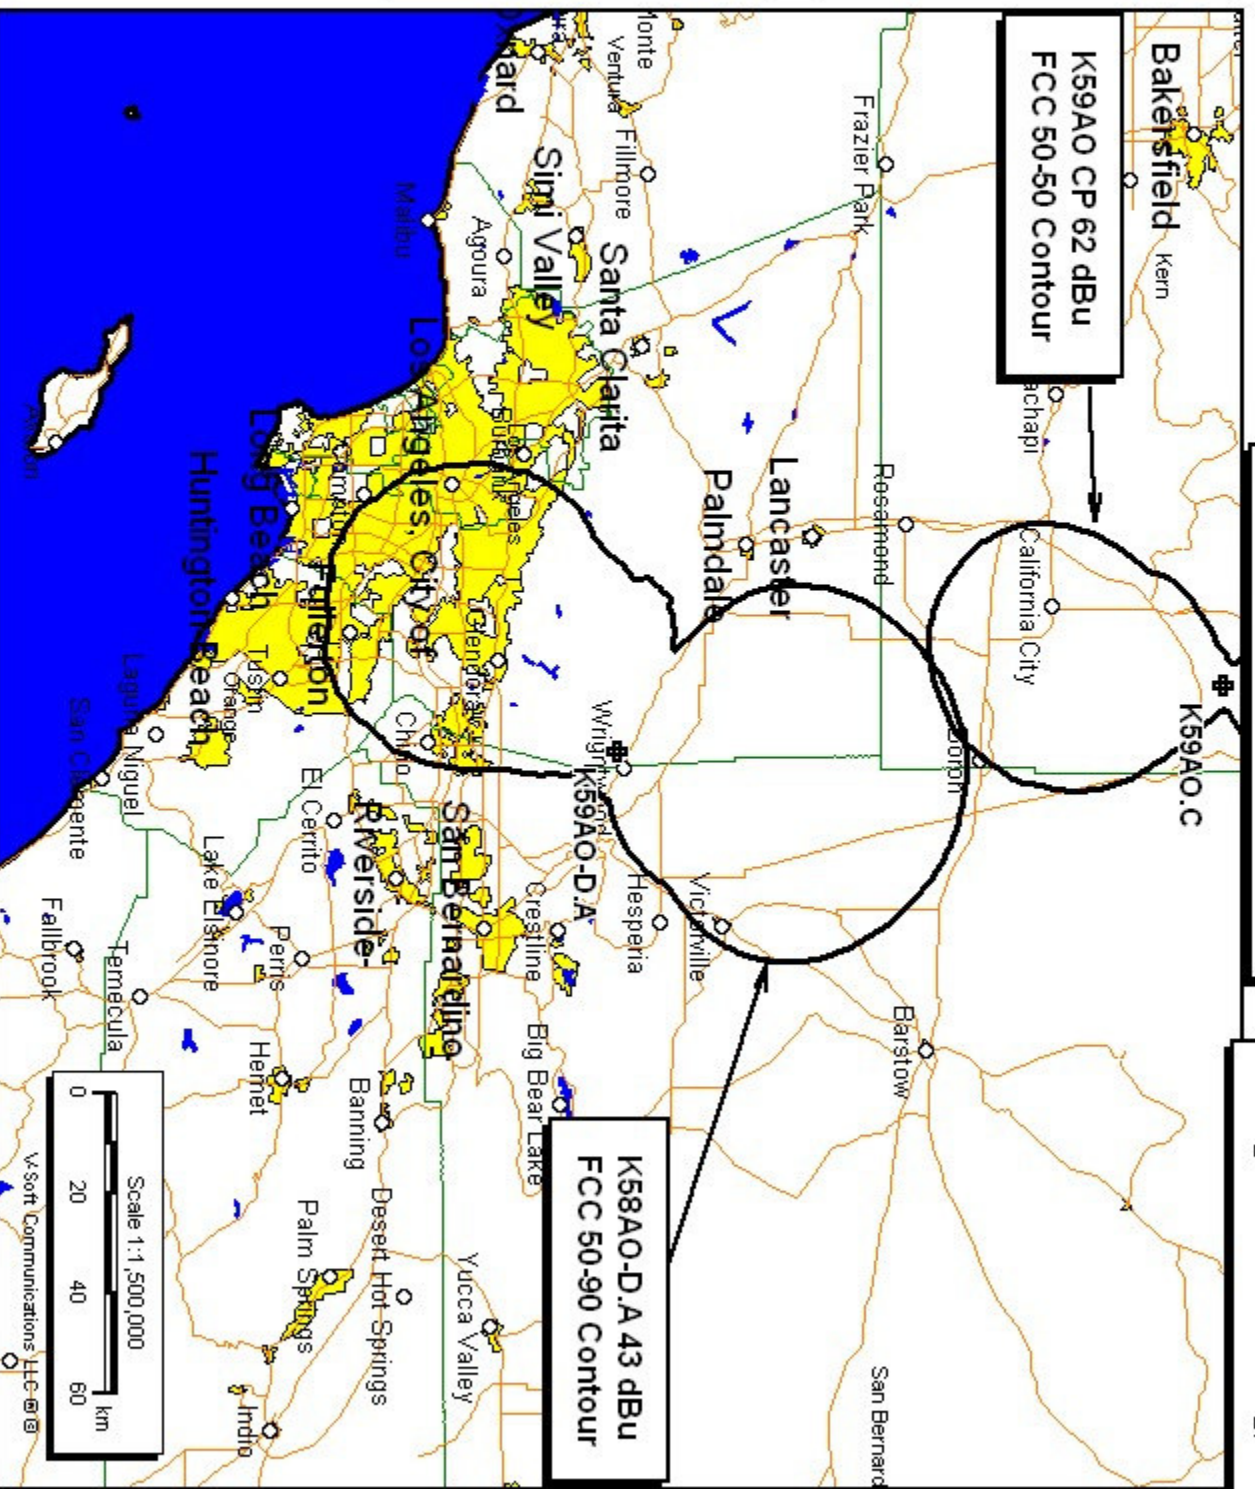 Bakersfield
Kern
K59AO CP 62 dBu
FCC 50-50 Contour
achapi
California City
K59AO.C
Boron
Frazier Park
Rosamond
Lancaster
Palmdale
Barstow
San Bernard
Monte
Ventura
Fillmore
Santa Clarita
Simi Valley
Agoura
Malibu
Los Angeles, City of
Glendora
K59AO-D.A
Hesperia
Victorville
Crestline
Big Bear Lake
K58AO-D.A 43 dBu
FCC 50-90 Contour
Long Beach
Fullerton
Huntington Beach
Tustin
Orange
Chino
El Cerrito
Riverside-
San Bernardino
Laguna Niguel
San Clemente
Lake Elsinore
Perris
Hemet
Banning
Temecula
Fallbrook
Desert Hot Springs
Palm Springs
Yucca Valley
Indio
Scale 1:1,500,000
0 20 40 60
km
V-Soft Communications LLC ® ©